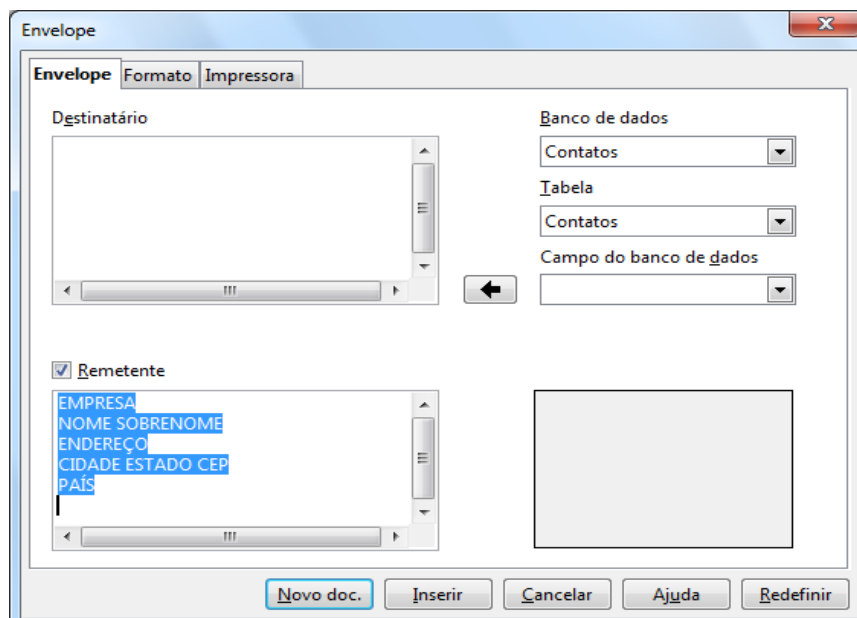 Envelope
Envelope Formato Impressora
Destinatário
Banco de dados
Contatos
Tabela
Contatos
Campo do banco de dados
Remetente
EMPRESA
NOME SOBRENOME
ENDEREÇO
CIDADE ESTADO CEP
PAÍS
Novo doc. Inserir Cancelar Ajuda Redefinir